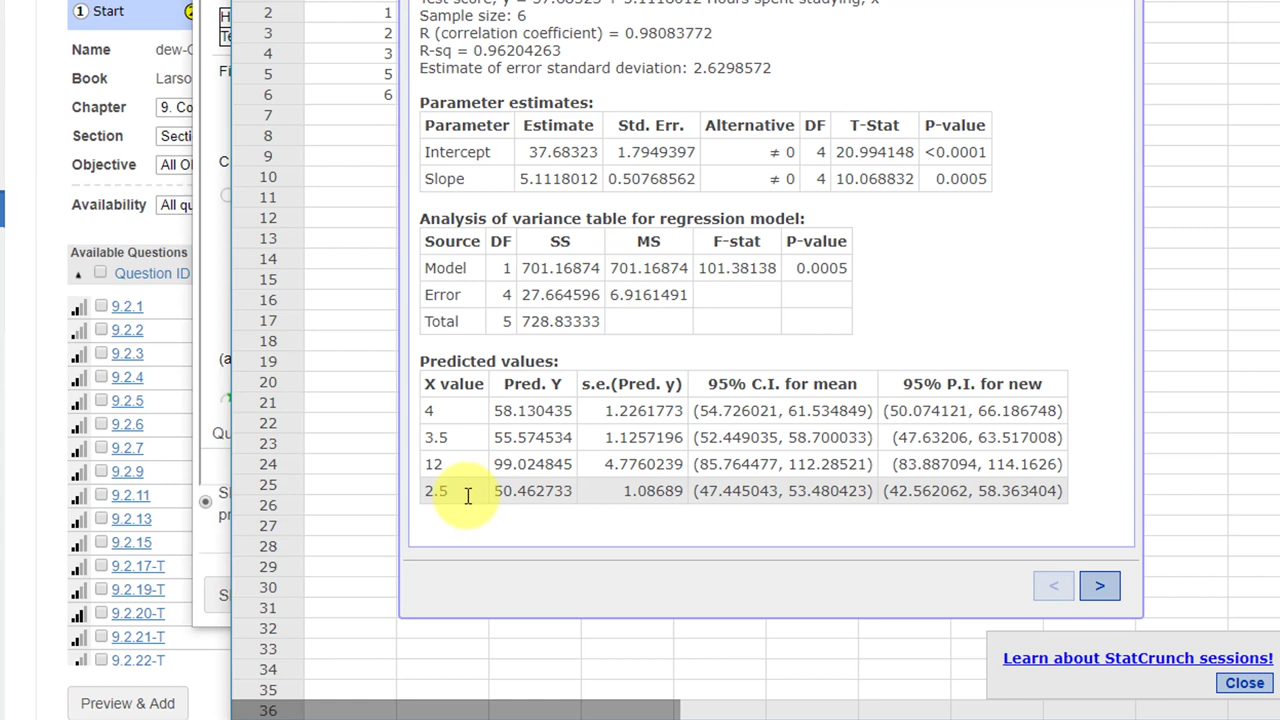 Start
Name dew-
Book Larso
Chapter 9. Co
Section Secti
Objective All Ol
Availability All qu
Available Questions
Question ID
9.2.1
9.2.2
9.2.3
9.2.4
9.2.5
9.2.6
9.2.7
9.2.9
9.2.11
9.2.13
9.2.15
9.2.17-T
9.2.19-T
9.2.20-T
9.2.21-T
9.2.22-T
Preview & Add
Fi
C
(a
Qu
SI
pr
SI
2 1
3 2
4 3
5 5
6 6
7
8
9
10
11
12
13
14
15
16
17
18
19
20
21
22
23
24
25
26
27
28
29
30
31
32
33
34
35
36
Sample size: 6
R (correlation coefficient) = 0.98083772
R-sq = 0.96204263
Estimate of error standard deviation: 2.6298572
Parameter estimates:
Parameter Estimate Std. Err. Alternative DF T-Stat P-value
Intercept 37.68323 1.7949397 ≠ 0 4 20.994148 <0.0001
Slope 5.1118012 0.50768562 ≠ 0 4 10.068832 0.0005
Analysis of variance table for regression model:
Source DF SS MS F-stat P-value
Model 1 701.16874 701.16874 101.38138 0.0005
Error 4 27.664596 6.9161491
Total 5 728.83333
Predicted values:
X value Pred. Y s.e.(Pred. y) 95% C.I. for mean 95% P.I. for new
4 58.130435 1.2261773 (54.726021, 61.534849) (50.074121, 66.186748)
3.5 55.574534 1.1257196 (52.449035, 58.700033) (47.63206, 63.517008)
12 99.024845 4.7760239 (85.764477, 112.28521) (83.887094, 114.1626)
2.5 50.462733 1.08689 (47.445043, 53.480423) (42.562062, 58.363404)
< >
Learn about StatCrunch sessions!
Close